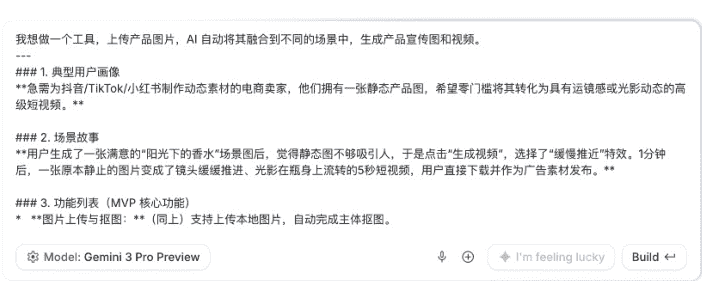 我想做一个工具，上传产品图片，AI 自动将其融合到不同的场景中，生成产品宣传图和视频。
---
### 1. 典型用户画像
**急需为抖音/TikTok/小红书制作动态素材的电商卖家，他们拥有一张静态产品图，希望零门槛将其转化为具有运镜感或光影动态的高
级短视频。**
### 2. 场景故事
**用户生成了一张满意的“阳光下的香水”场景图后，觉得静态图不够吸引人，于是点击“生成视频”，选择了“缓慢推近”特效。1分钟
后，一张原本静止的图片变成了镜头缓缓推进、光影在瓶身上流转的5秒短视频，用户直接下载并作为广告素材发布。**
### 3. 功能列表（MVP 核心功能）
* **图片上传与抠图：**（同上）支持上传本地图片，自动完成主体抠图。
Model: Gemini 3 Pro Preview I'm feeling lucky Build